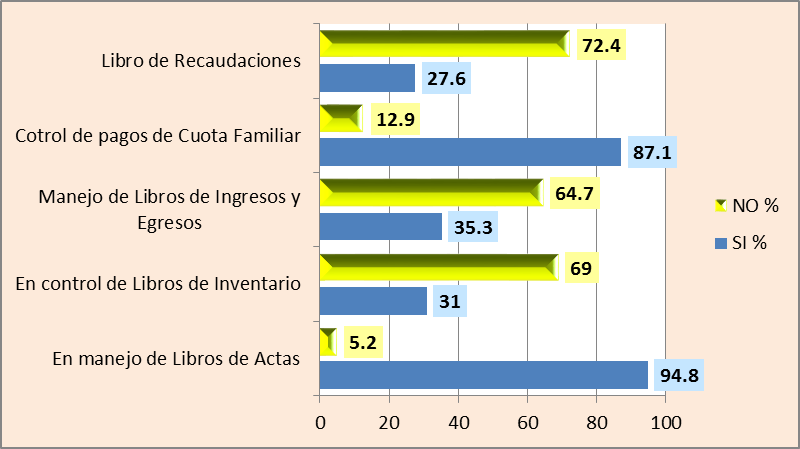 Libro de Recaudaciones
72.4
27.6
Cotrol de pagos de Cuota Familiar
12.9
87.1
Manejo de Libros de Ingresos y
Egresos
64.7
35.3
En control de Libros de Inventario
69
31
En manejo de Libros de Actas
5.2
94.8
NO %
SI %
0 20 40 60 80 100